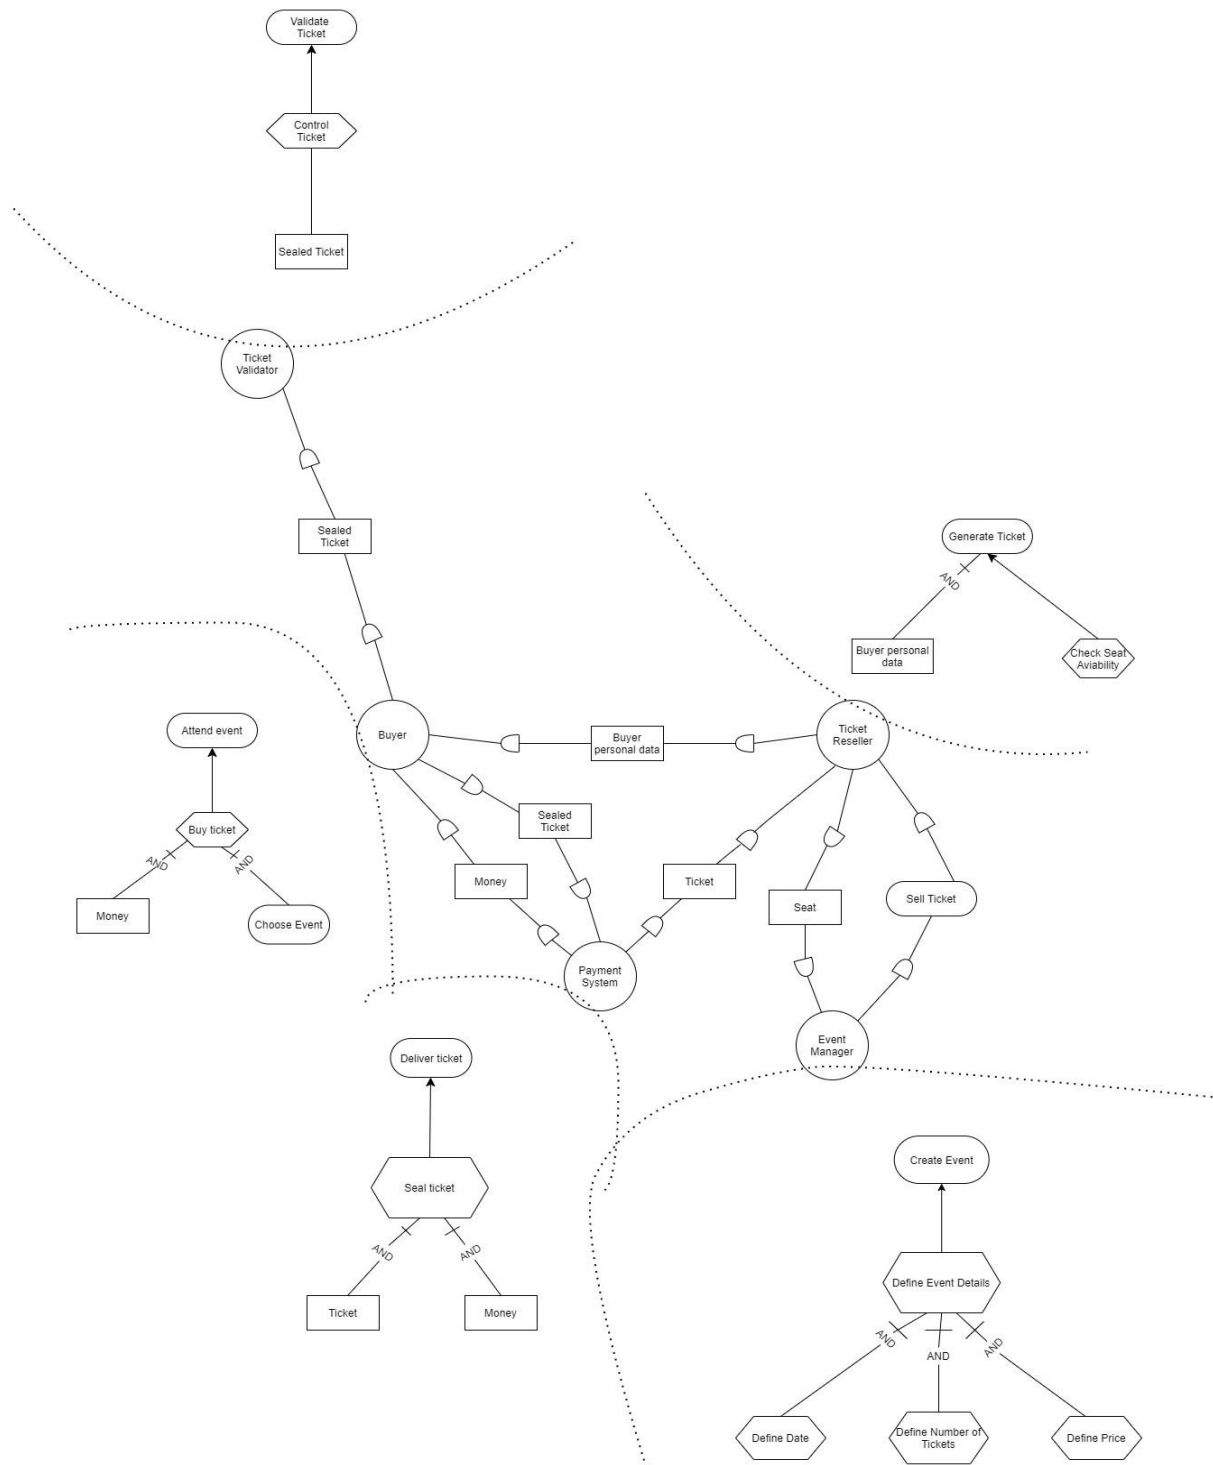 Validate
Ticket
Control
Ticket
Sealed Ticket
Ticket
Validator
Sealed
Ticket
Generate Ticket
AND
Buyer personal
data
Check Seat
Aviability
Attend event
Buyer
Buyer
personal data
Ticket
Reseller
Buy ticket
AND
AND
Sealed
Ticket
Money
Choose Event
Money
Ticket
Seat
Sell Ticket
Payment
System
Event
Manager
Deliver ticket
Seal ticket
AND
AND
Ticket
Money
Create Event
Define Event Details
AND
AND
AND
Define Date
Define Number of
Tickets
Define Price